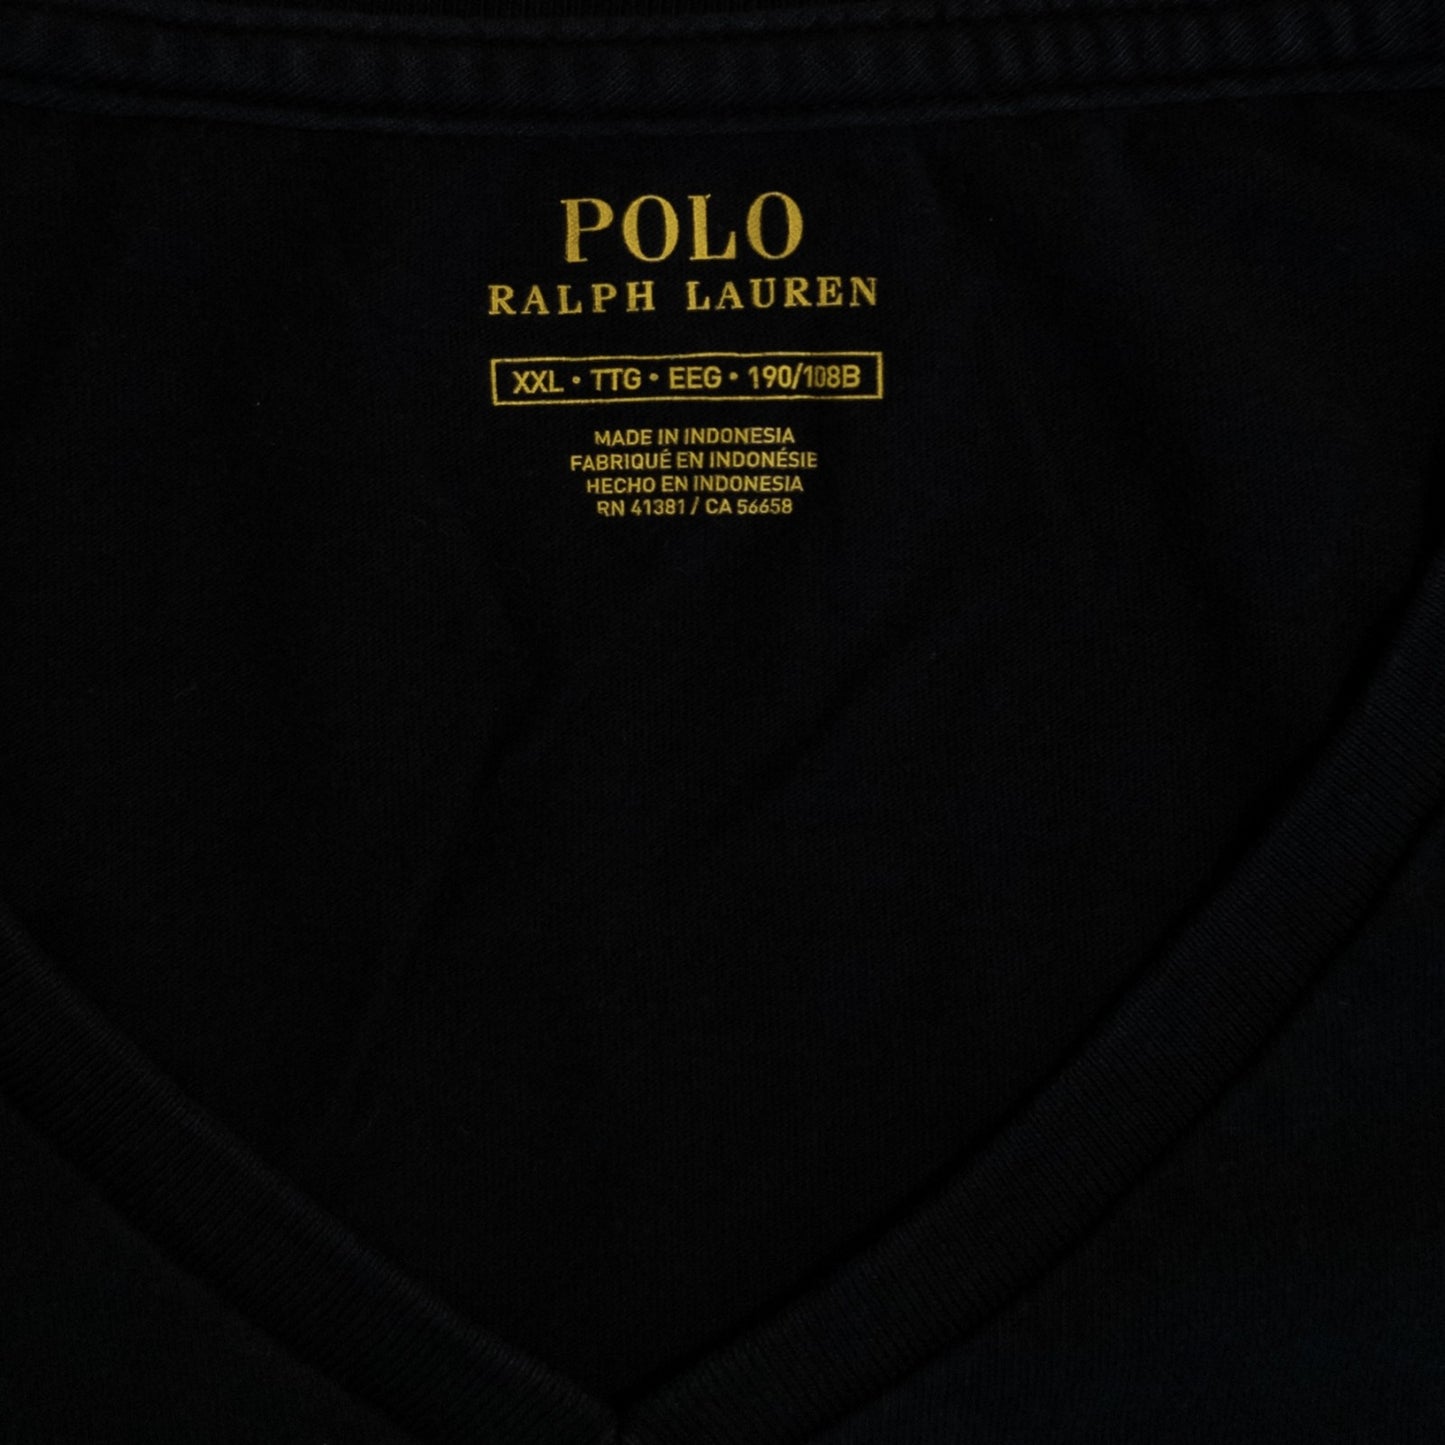 POLO
RALPH LAUREN
XXL • TTG • EEG • 190/108B
MADE IN INDONESIA
FABRIQUÉ EN INDONÉSIE
HECHO EN INDONESIA
RN 41381 / CA 56658